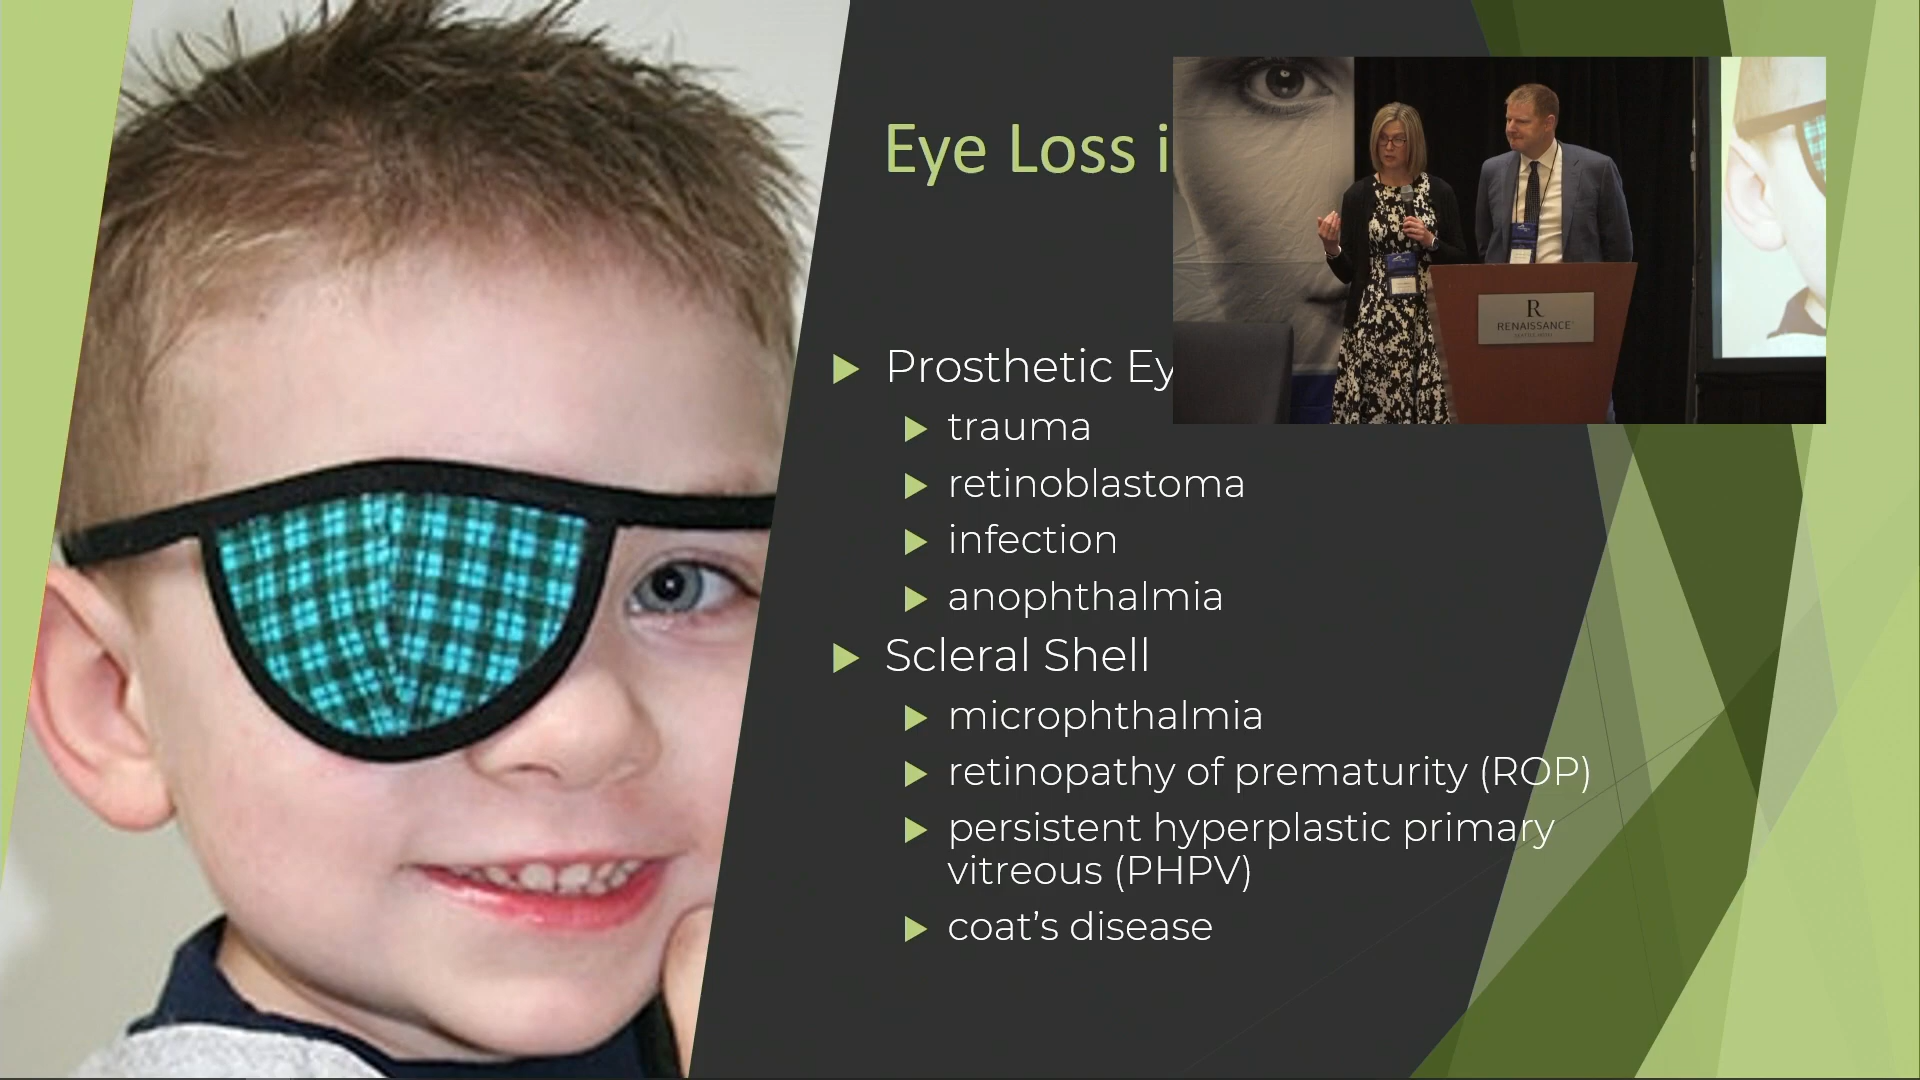 Eye Loss i
Prosthetic Ey
trauma
retinoblastoma
infection
anophthalmia
Scleral Shell
microphthalmia
retinopathy of prematurity (ROP)
persistent hyperplastic primary
vitreous (PHPV)
coat’s disease
R
RENAISSANCE